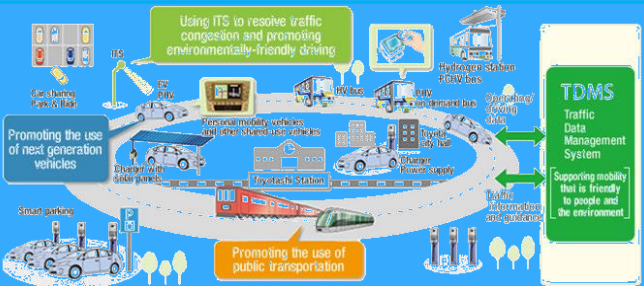 Using ITS to resolve traffic
congestion and promoting
environmentally-friendly driving
ITS
Car sharing
Park & Ride
EV
PHV
Hydrogen station
FCHV bus
HV bus
PHV
on demand bus
Operating/
driving
data
Personal mobility vehicles
and other shared-use vehicles
Promoting the use
of next generation
vehicles
Charger with
solar panels
Toyota
city hall
Charger
Power supply
Toyotashi Station
Smart parking
P
Promoting the use of
public transportation
Traffic
information
and guidance
TDMS
Traffic
Data
Management
System
Supporting mobility
that is friendly
to people and
the environment